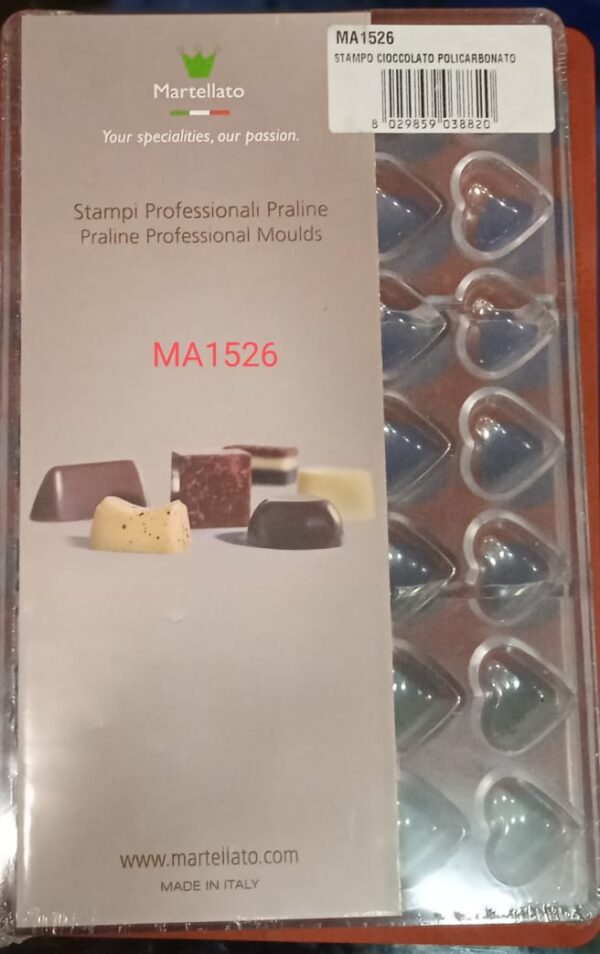 MA1526
STAMPO CIOCCOLATO POLICARBONATO
8 029859 038820
Martellato
Your specialities, our passion.
Stampi Professionali Praline
Praline Professional Moulds
MA1526
www.martellato.com
MADE IN ITALY